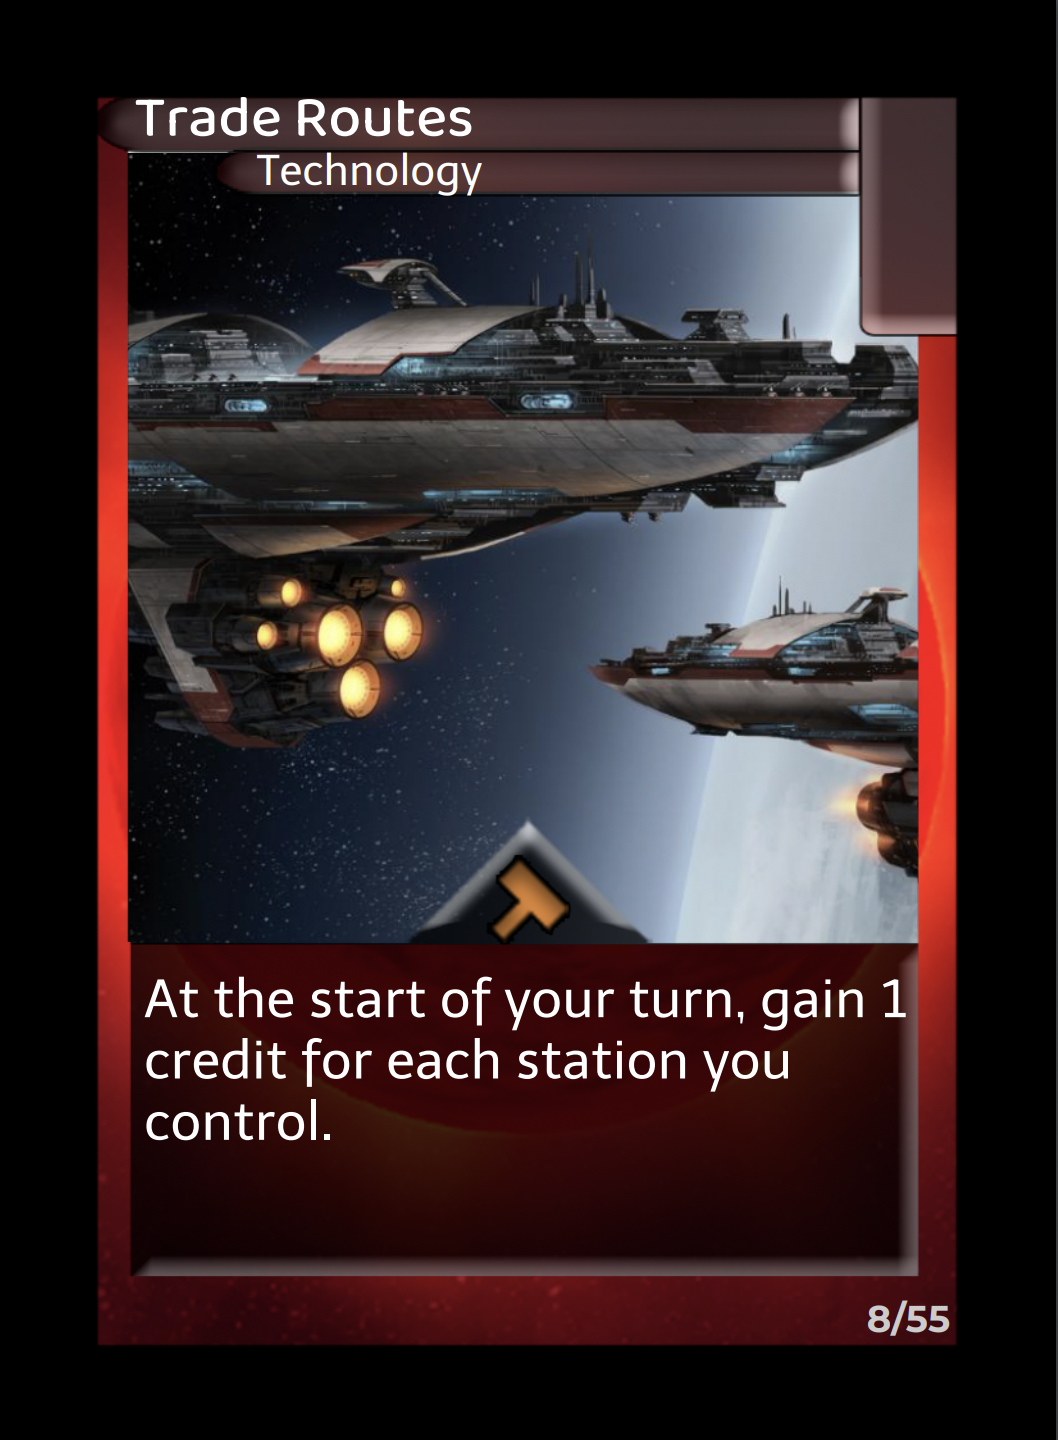 Trade Routes
Technology
At the start of your turn, gain 1
credit for each station you
control.
8/55